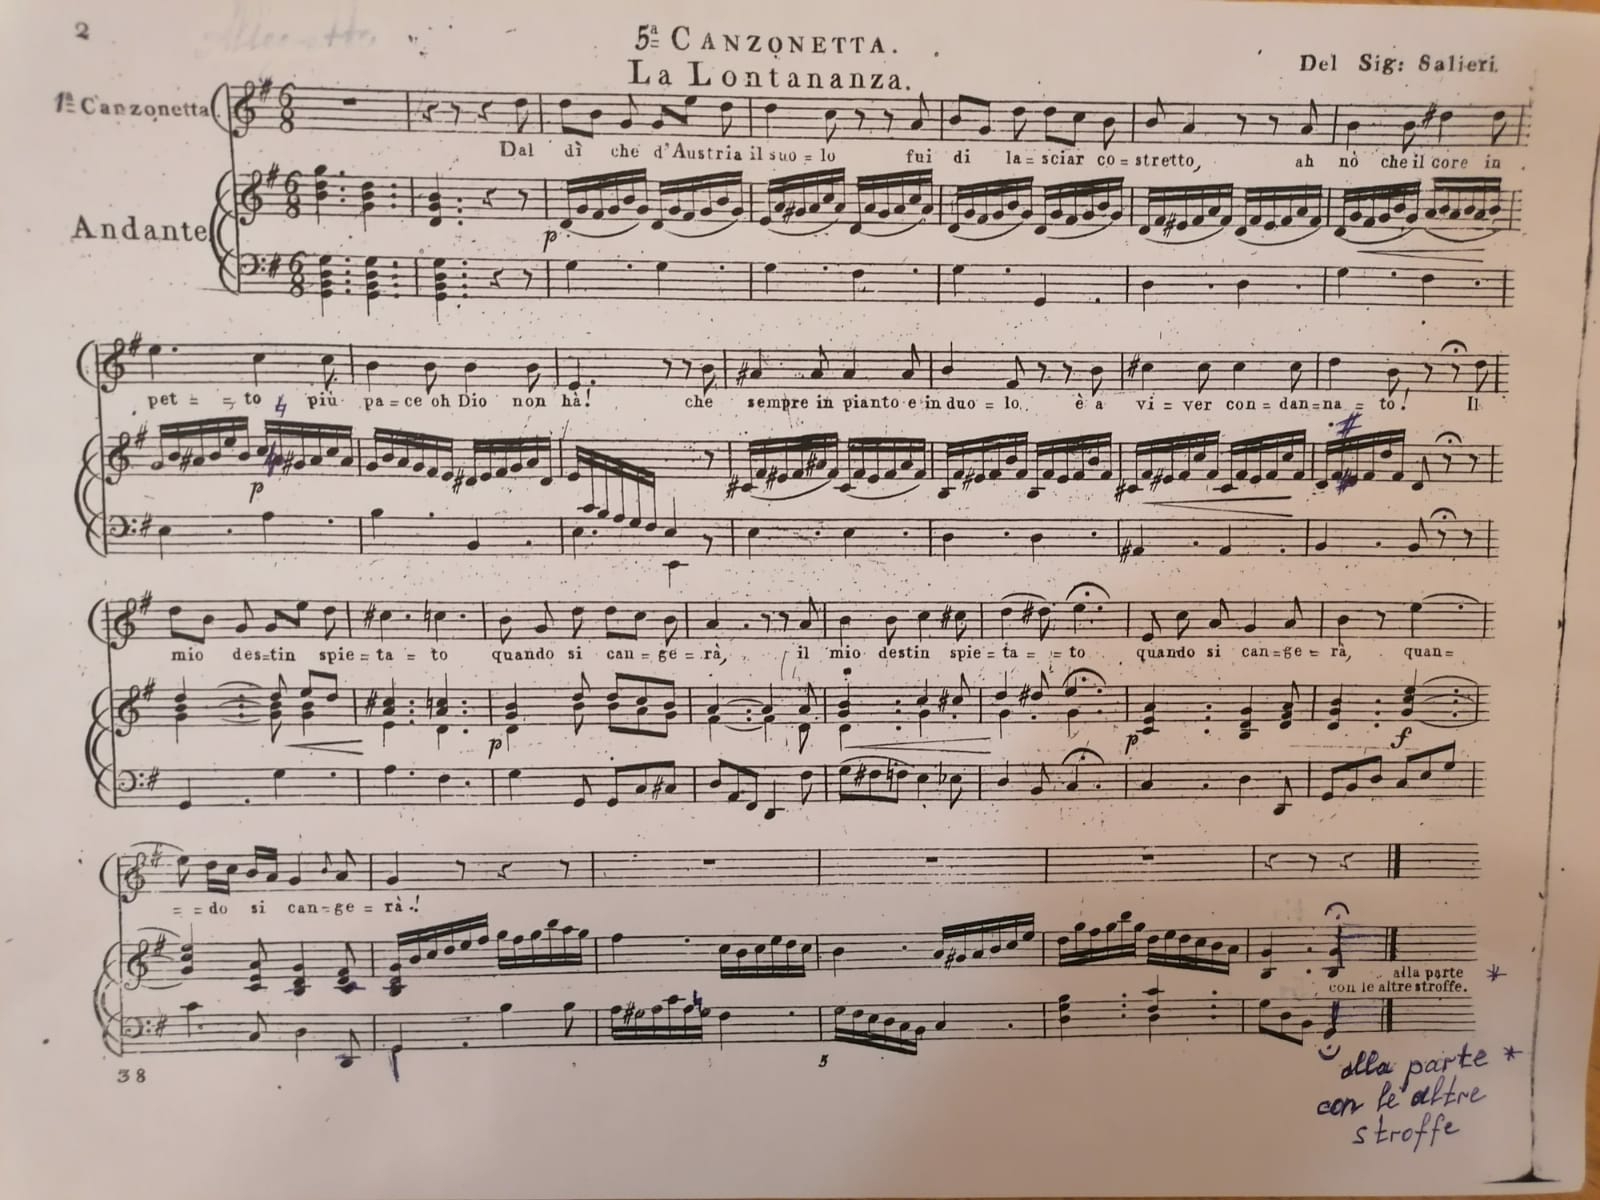 2
5ª CANZONETTA.
La Lontananza.
Del Sig: Salieri.
1ª Canzonetta
Andante
Dal dì che d'Austria il suo = lo fui di la = sciar co = stretto, ah nò che il core in
p
pet = = to più pa = ce oh Dio non hà! che sempre in pianto e in duo = lo è a vi = ver con = dan = na = to! Il
p
mio des = tin spie = ta = to quando si can = ge = rà, il mio destin spie = ta = = to quando si can = ge = rà, quan =
p p f
= = do si can = ge = rà!
alla parte *
con le altre stroffe.
38
5
alla parte *
con le altre
stroffe